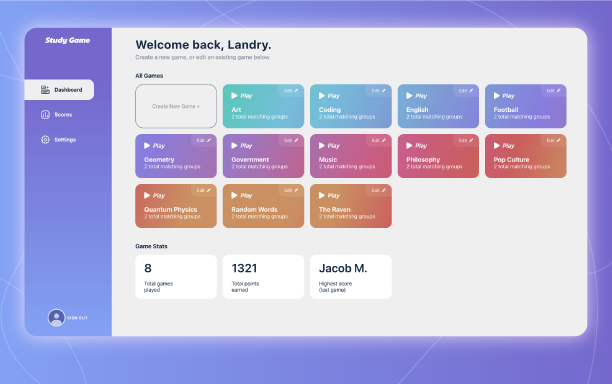 Study Game
Dashboard
Scores
Settings
SIGN OUT
Welcome back, Landry.
Create a new game, or edit an existing game below
All Games
Create New Game +
Edit
Play
Art
2 total matching groups
Edit
Play
Coding
2 total matching groups
Edit
Play
English
2 total matching groups
Edit
Play
Football
2 total matching groups
Edit
Play
Geometry
2 total matching groups
Edit
Play
Government
2 total matching groups
Edit
Play
Music
2 total matching groups
Edit
Play
Philosophy
2 total matching groups
Edit
Play
Pop Culture
2 total matching groups
Edit
Play
Quantum Physics
2 total matching groups
Edit
Play
Random Words
2 total matching groups
Edit
Play
The Raven
2 total matching groups
Game Stats
8
Total games
played
1321
Total points
earned
Jacob M.
Highest score
(last game)